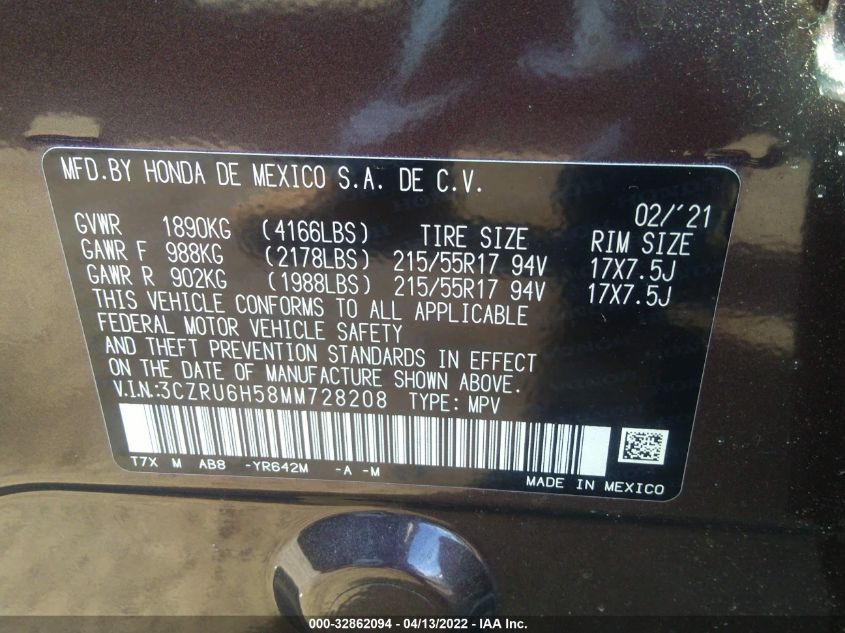 MFD.BY HONDA DE MEXICO S.A. DE C.V.
02/'21
GVWR 1890KG (4166LBS) TIRE SIZE RIM SIZE
GAWR F 988KG (2178LBS) 215/55R17 94V 17X7.5J
GAWR R 902KG (1988LBS) 215/55R17 94V 17X7.5J
THIS VEHICLE CONFORMS TO ALL APPLICABLE
FEDERAL MOTOR VEHICLE SAFETY
AND THEFT PREVENTION STANDARDS IN EFFECT
ON THE DATE OF MANUFACTURE SHOWN ABOVE.
V.I.N:3CZRU6H58MM728208 TYPE:MPV
T7X M AB8 -YR642M -A -M
MADE IN MEXICO
000-32862094 - 04/13/2022 - IAA Inc.